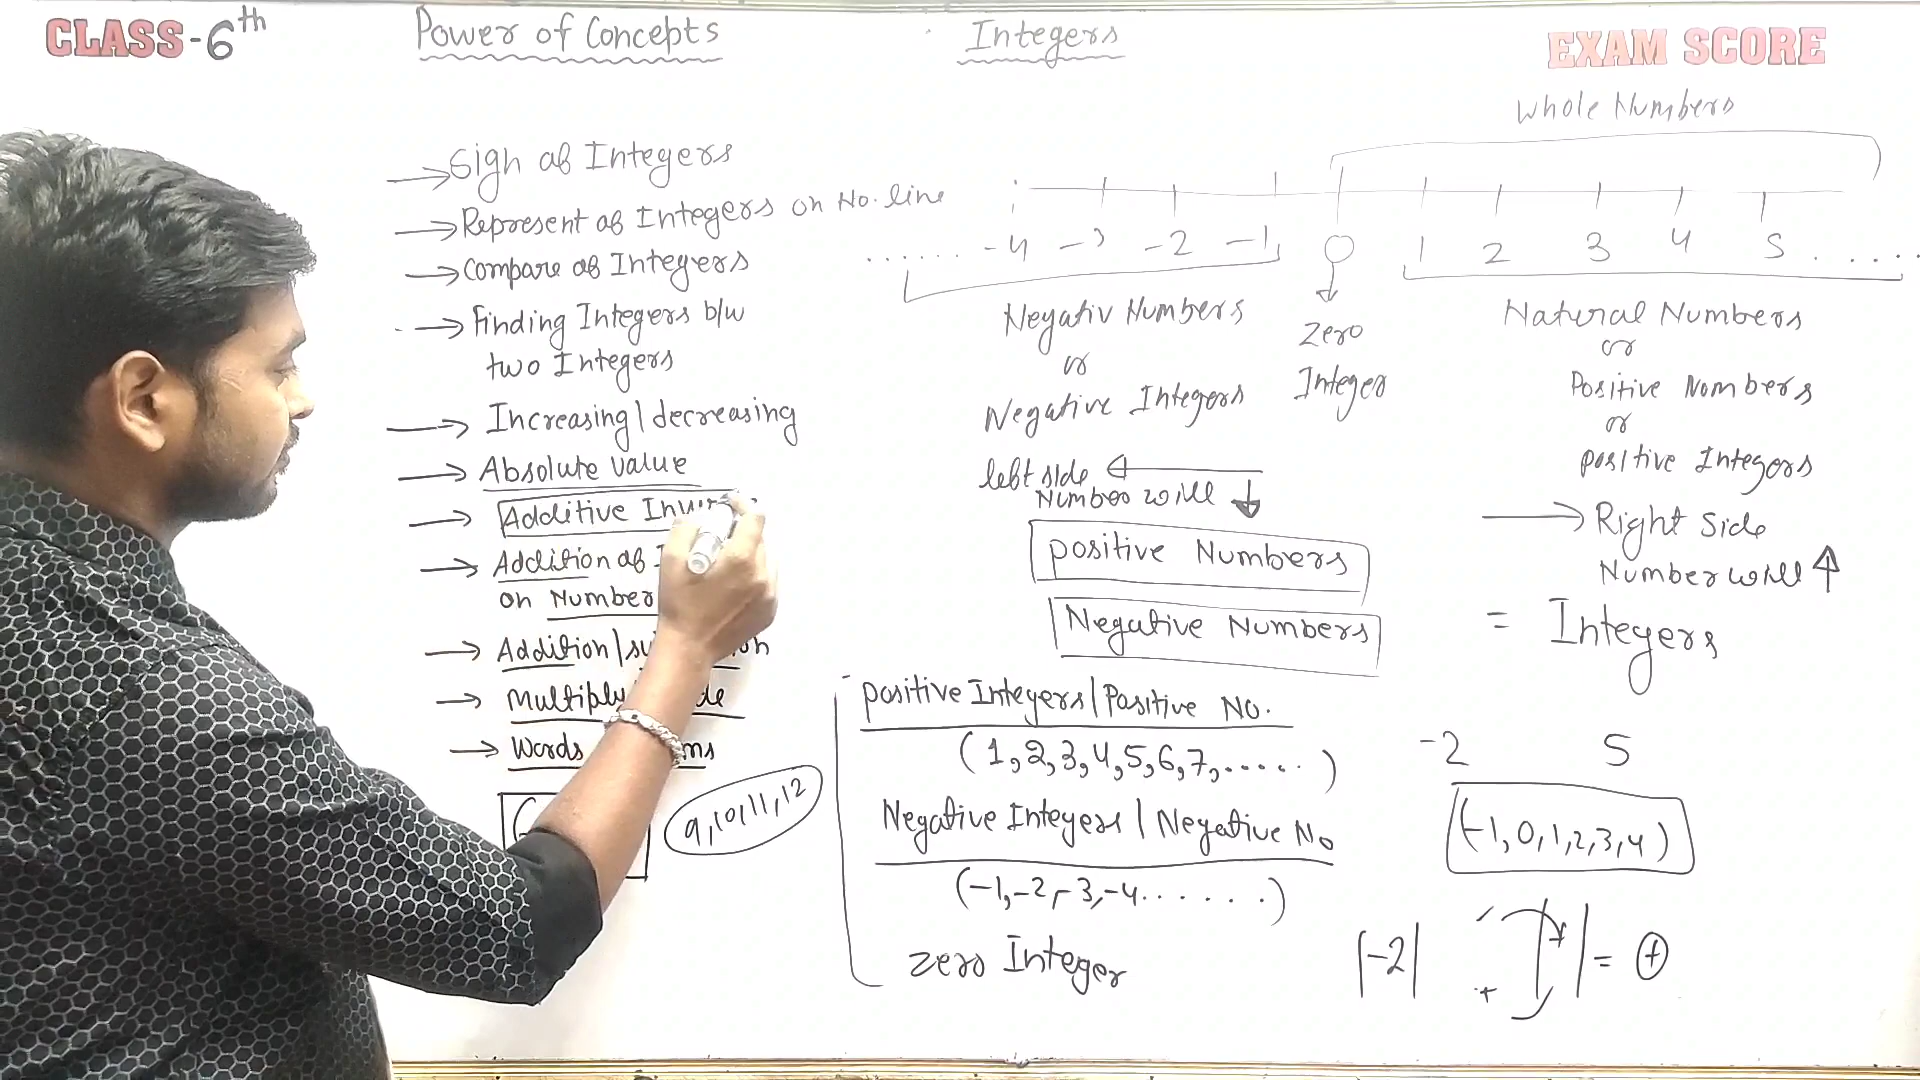 CLASS-6th
Power of Concepts
Integers
EXAM SCORE
Whole Numbers
→ Sign of Integers
→ Represent of Integers on No. line
→ Compare of Integers
→ Finding Integers b/w
two Integers
→ Increasing/decreasing
→ Absolute value
→ Additive
→ Addition of
on Number
→ Addition/
→ Multiply
→ Words
9,10,11,12
...... -4 -3 -2 -1 0 1 2 3 4 5 .....
Negativ Numbers
or
Negative Integers
Zero
Integer
Natural Numbers
or
Positive Numbers
or
positive Integers
left side ←
Number will ↓
→ Right Side
Number will ↑
positive Numbers
Negative Numbers
= Integers
positive Integers/Positive No.
(1,2,3,4,5,6,7,.....)
Negative Integers/Negative No
(-1,-2,-3,-4.......)
zero Integer
-2 5
(-1,0,1,2,3,4)
|-2|
- + | | = +